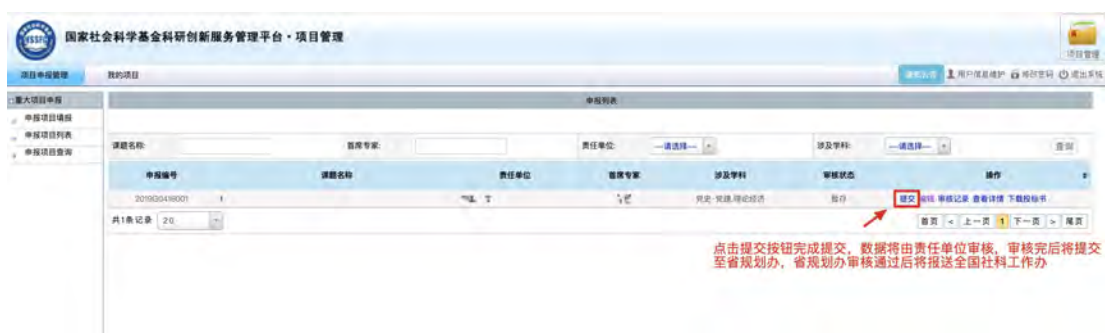 国家社会科学基金科研创新服务管理平台·项目管理
项目管理
项目申报管理 我的项目
用户信息维护 修改密码 退出系统
重大项目申报
申报列表
申报项目填报
申报项目列表
申报项目查询
课题名称: 首席专家: 责任单位: —请选择— 涉及学科: —请选择— 查询
申报编号 课题名称 责任单位 首席专家 涉及学科 审核状态 操作
1 党史·党建,理论经济 暂存 提交 编辑 审核记录 查看详情 下载投标书
共1条记录 20 首页 < 上一页 1 下一页 > 尾页
点击提交按钮完成提交，数据将由责任单位审核，审核完后将提交
至省规划办，省规划办审核通过后将报送全国社科工作办